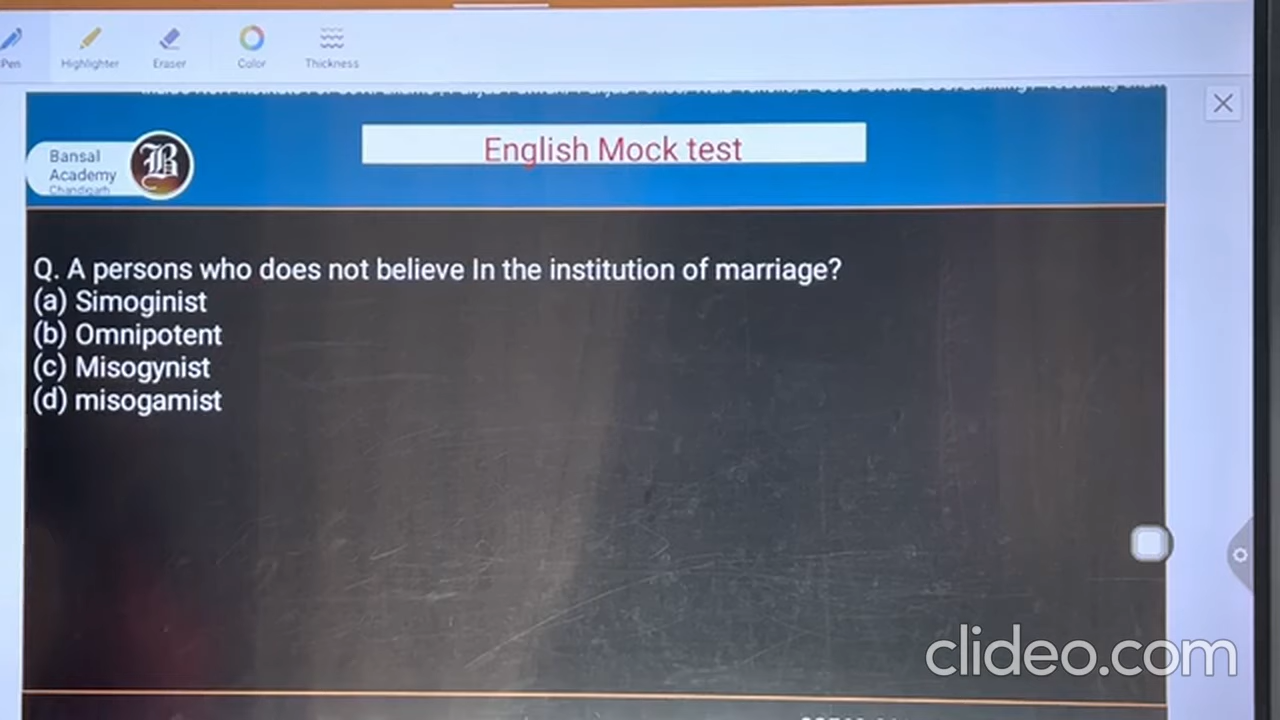 Pen
Highlighter
Eraser
Color
Thickness
Bansal
Academy
Chandigarh
B
English Mock test
Q. A persons who does not believe In the institution of marriage?
(a) Simoginist
(b) Omnipotent
(c) Misogynist
(d) misogamist
clideo.com